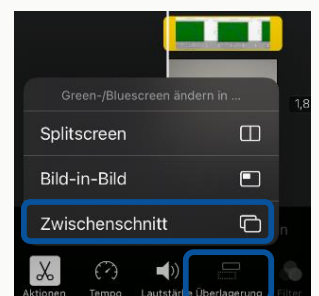 Green-/Bluescreen ändern in ...
1,8
Splitscreen
Bild-in-Bild
Zwischenschnitt
n
Aktionen Tempo Lautstärke Überlagerung Filter